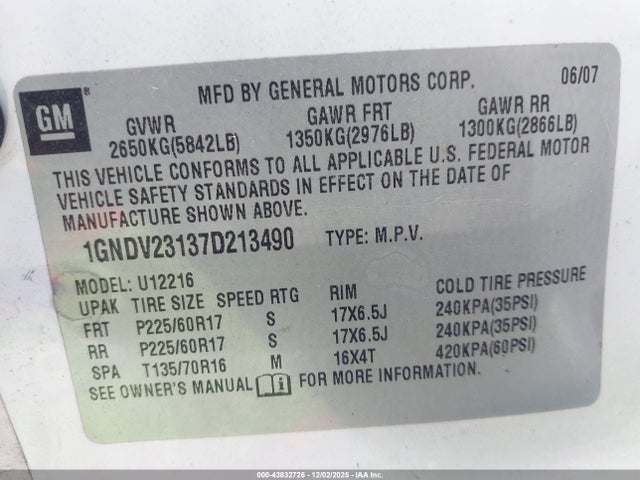 MFD BY GENERAL MOTORS CORP. 06/07
GM®
GVWR GAWR FRT GAWR RR
2650KG(5842LB) 1350KG(2976LB) 1300KG(2866LB)
THIS VEHICLE CONFORMS TO ALL APPLICABLE U.S. FEDERAL MOTOR
VEHICLE SAFETY STANDARDS IN EFFECT ON THE DATE OF
MANUFACTURE SHOWN ABOVE.
1GNDV23137D213490 TYPE: M.P.V.
MODEL: U12216
UPAK TIRE SIZE SPEED RTG RIM COLD TIRE PRESSURE
FRT P225/60R17 S 17X6.5J 240KPA(35PSI)
RR P225/60R17 S 17X6.5J 240KPA(35PSI)
SPA T135/70R16 M 16X4T 420KPA(60PSI)
SEE OWNER'S MANUAL FOR MORE INFORMATION.
000-43832726 - 12/02/2025 - IAAI, Inc.